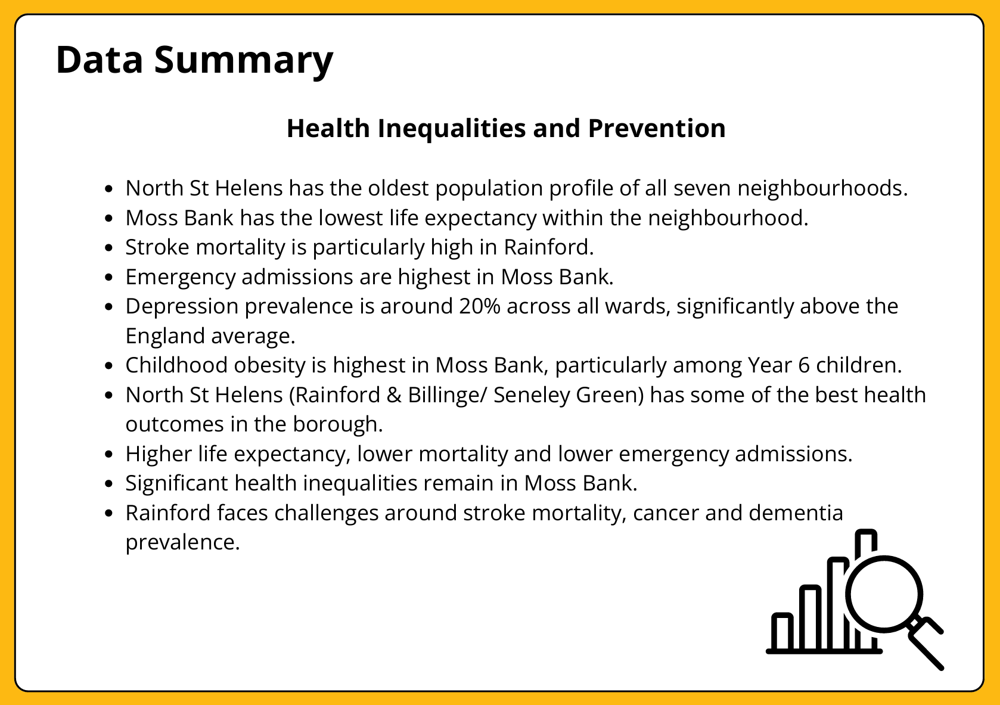 Data Summary
Health Inequalities and Prevention
• North St Helens has the oldest population profile of all seven neighbourhoods.
• Moss Bank has the lowest life expectancy within the neighbourhood.
• Stroke mortality is particularly high in Rainford.
• Emergency admissions are highest in Moss Bank.
• Depression prevalence is around 20% across all wards, significantly above the
England average.
• Childhood obesity is highest in Moss Bank, particularly among Year 6 children.
• North St Helens (Rainford & Billinge/ Seneley Green) has some of the best health
outcomes in the borough.
• Higher life expectancy, lower mortality and lower emergency admissions.
• Significant health inequalities remain in Moss Bank.
• Rainford faces challenges around stroke mortality, cancer and dementia
prevalence.